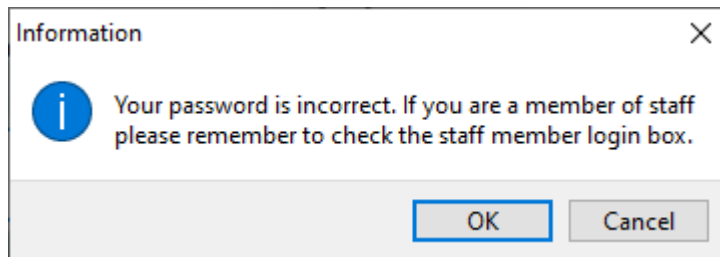 Information
Your password is incorrect. If you are a member of staff
please remember to check the staff member login box.
OK
Cancel